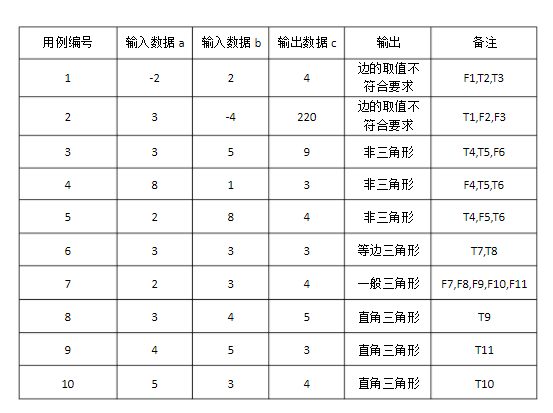 用例编号 输入数据 a 输入数据 b 输出数据 c 输出 备注
1 -2 2 4 边的取值不 F1,T2,T3
符合要求
2 3 -4 220 边的取值不 T1,F2,F3
符合要求
3 3 5 9 非三角形 T4,T5,F6
4 8 1 3 非三角形 F4,T5,T6
5 2 8 4 非三角形 T4,F5,T6
6 3 3 3 等边三角形 T7,T8
7 2 3 4 一般三角形 F7,F8,F9,F10,F11
8 3 4 5 直角三角形 T9
9 4 5 3 直角三角形 T11
10 5 3 4 直角三角形 T10